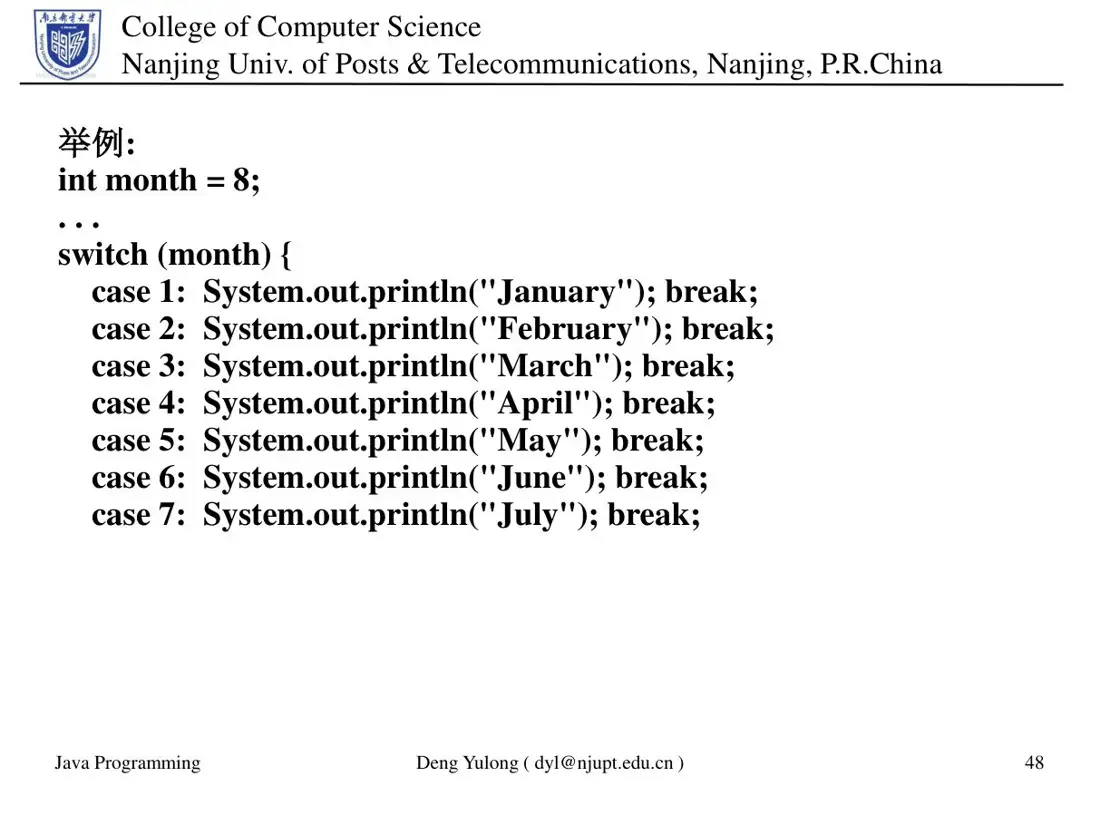 College of Computer Science
Nanjing Univ. of Posts & Telecommunications, Nanjing, P.R.China
举例:
int month = 8;
. . .
switch (month) {
case 1: System.out.println("January"); break;
case 2: System.out.println("February"); break;
case 3: System.out.println("March"); break;
case 4: System.out.println("April"); break;
case 5: System.out.println("May"); break;
case 6: System.out.println("June"); break;
case 7: System.out.println("July"); break;
Java Programming
Deng Yulong ( dyl@njupt.edu.cn )
48